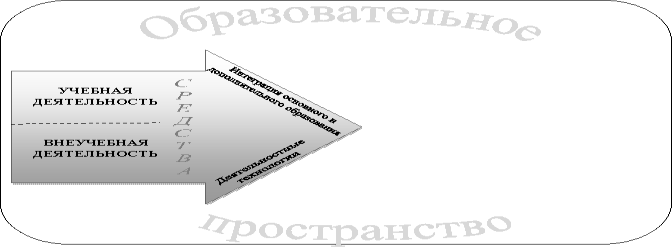 Образовательное
УЧЕБНАЯ
ДЕЯТЕЛЬНОСТЬ
ВНЕУЧЕБНАЯ
ДЕЯТЕЛЬНОСТЬ
СРЕДСТВА
Интеграция основного и
дополнительного образования
Деятельностные
технологии
пространство